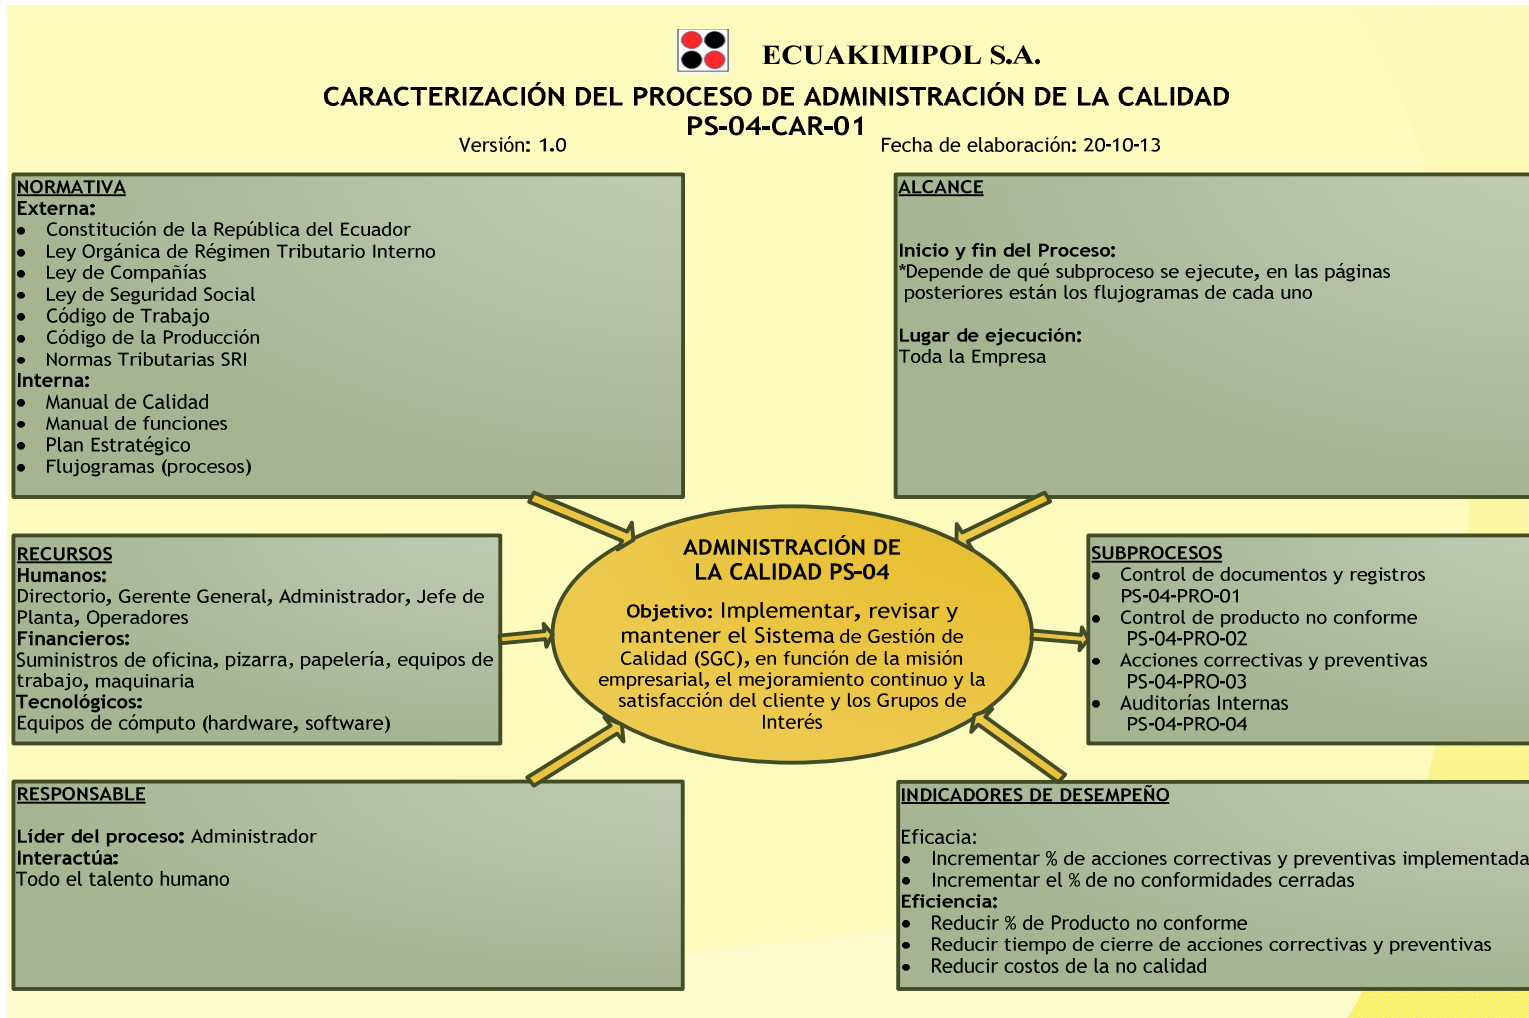 ECUAKIMIPOL S.A.
CARACTERIZACIÓN DEL PROCESO DE ADMINISTRACIÓN DE LA CALIDAD
PS-04-CAR-01
Versión: 1.0
Fecha de elaboración: 20-10-13
NORMATIVA
Externa:
• Constitución de la República del Ecuador
• Ley Orgánica de Régimen Tributario Interno
• Ley de Compañías
• Ley de Seguridad Social
• Código de Trabajo
• Código de la Producción
• Normas Tributarias SRI
Interna:
• Manual de Calidad
• Manual de funciones
• Plan Estratégico
• Flujogramas (procesos)
ALCANCE
Inicio y fin del Proceso:
*Depende de qué subproceso se ejecute, en las páginas
posteriores están los flujogramas de cada uno
Lugar de ejecución:
Toda la Empresa
RECURSOS
Humanos:
Directorio, Gerente General, Administrador, Jefe de
Planta, Operadores
Financieros:
Suministros de oficina, pizarra, papelería, equipos de
trabajo, maquinaria
Tecnológicos:
Equipos de cómputo (hardware, software)
ADMINISTRACIÓN DE
LA CALIDAD PS-04
Objetivo: Implementar, revisar y
mantener el Sistema de Gestión de
Calidad (SGC), en función de la misión
empresarial, el mejoramiento continuo y la
satisfacción del cliente y los Grupos de
Interés
SUBPROCESOS
• Control de documentos y registros
PS-04-PRO-01
• Control de producto no conforme
PS-04-PRO-02
• Acciones correctivas y preventivas
PS-04-PRO-03
• Auditorías Internas
PS-04-PRO-04
RESPONSABLE
Líder del proceso: Administrador
Interactúa:
Todo el talento humano
INDICADORES DE DESEMPEÑO
Eficacia:
• Incrementar % de acciones correctivas y preventivas implementada
• Incrementar el % de no conformidades cerradas
Eficiencia:
• Reducir % de Producto no conforme
• Reducir tiempo de cierre de acciones correctivas y preventivas
• Reducir costos de la no calidad